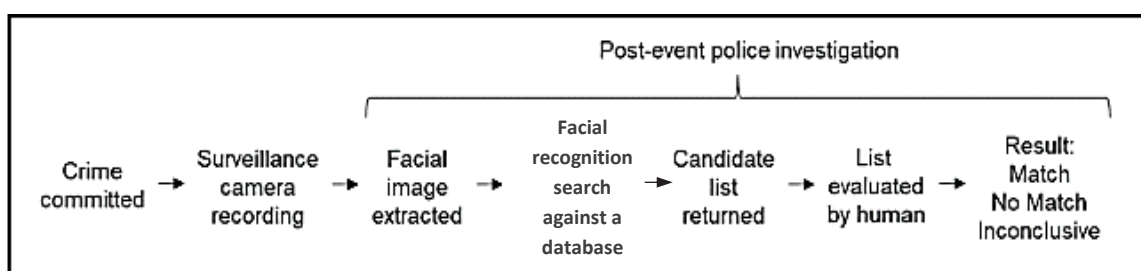 Post-event police investigation
Crime
committed
Surveillance
camera
recording
Facial
image
extracted
Facial
recognition
search
against a
database
Candidate
list
returned
List
evaluated
by human
Result:
Match
No Match
Inconclusive